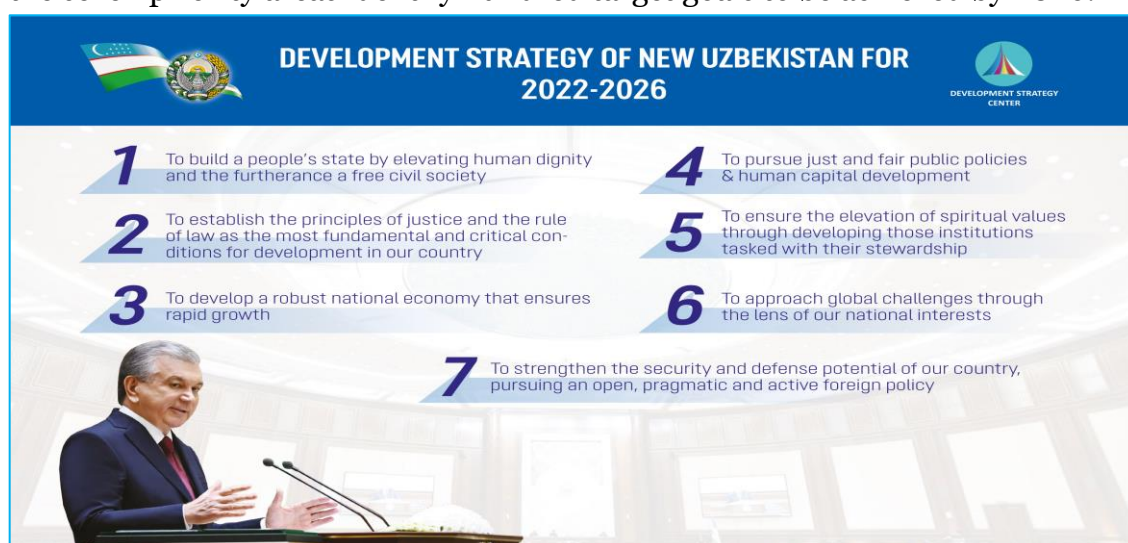 DEVELOPMENT STRATEGY OF NEW UZBEKISTAN FOR
2022-2026
DEVELOPMENT STRATEGY
CENTER
1 To build a people's state by elevating human dignity
and the furtherance a free civil society
2 To establish the principles of justice and the rule
of law as the most fundamental and critical con-
ditions for development in our country
3 To develop a robust national economy that ensures
rapid growth
4 To pursue just and fair public policies
& human capital development
5 To ensure the elevation of spiritual values
through developing those institutions
tasked with their stewardship
6 To approach global challenges through
the lens of our national interests
7 To strengthen the security and defense potential of our country,
pursuing an open, pragmatic and active foreign policy